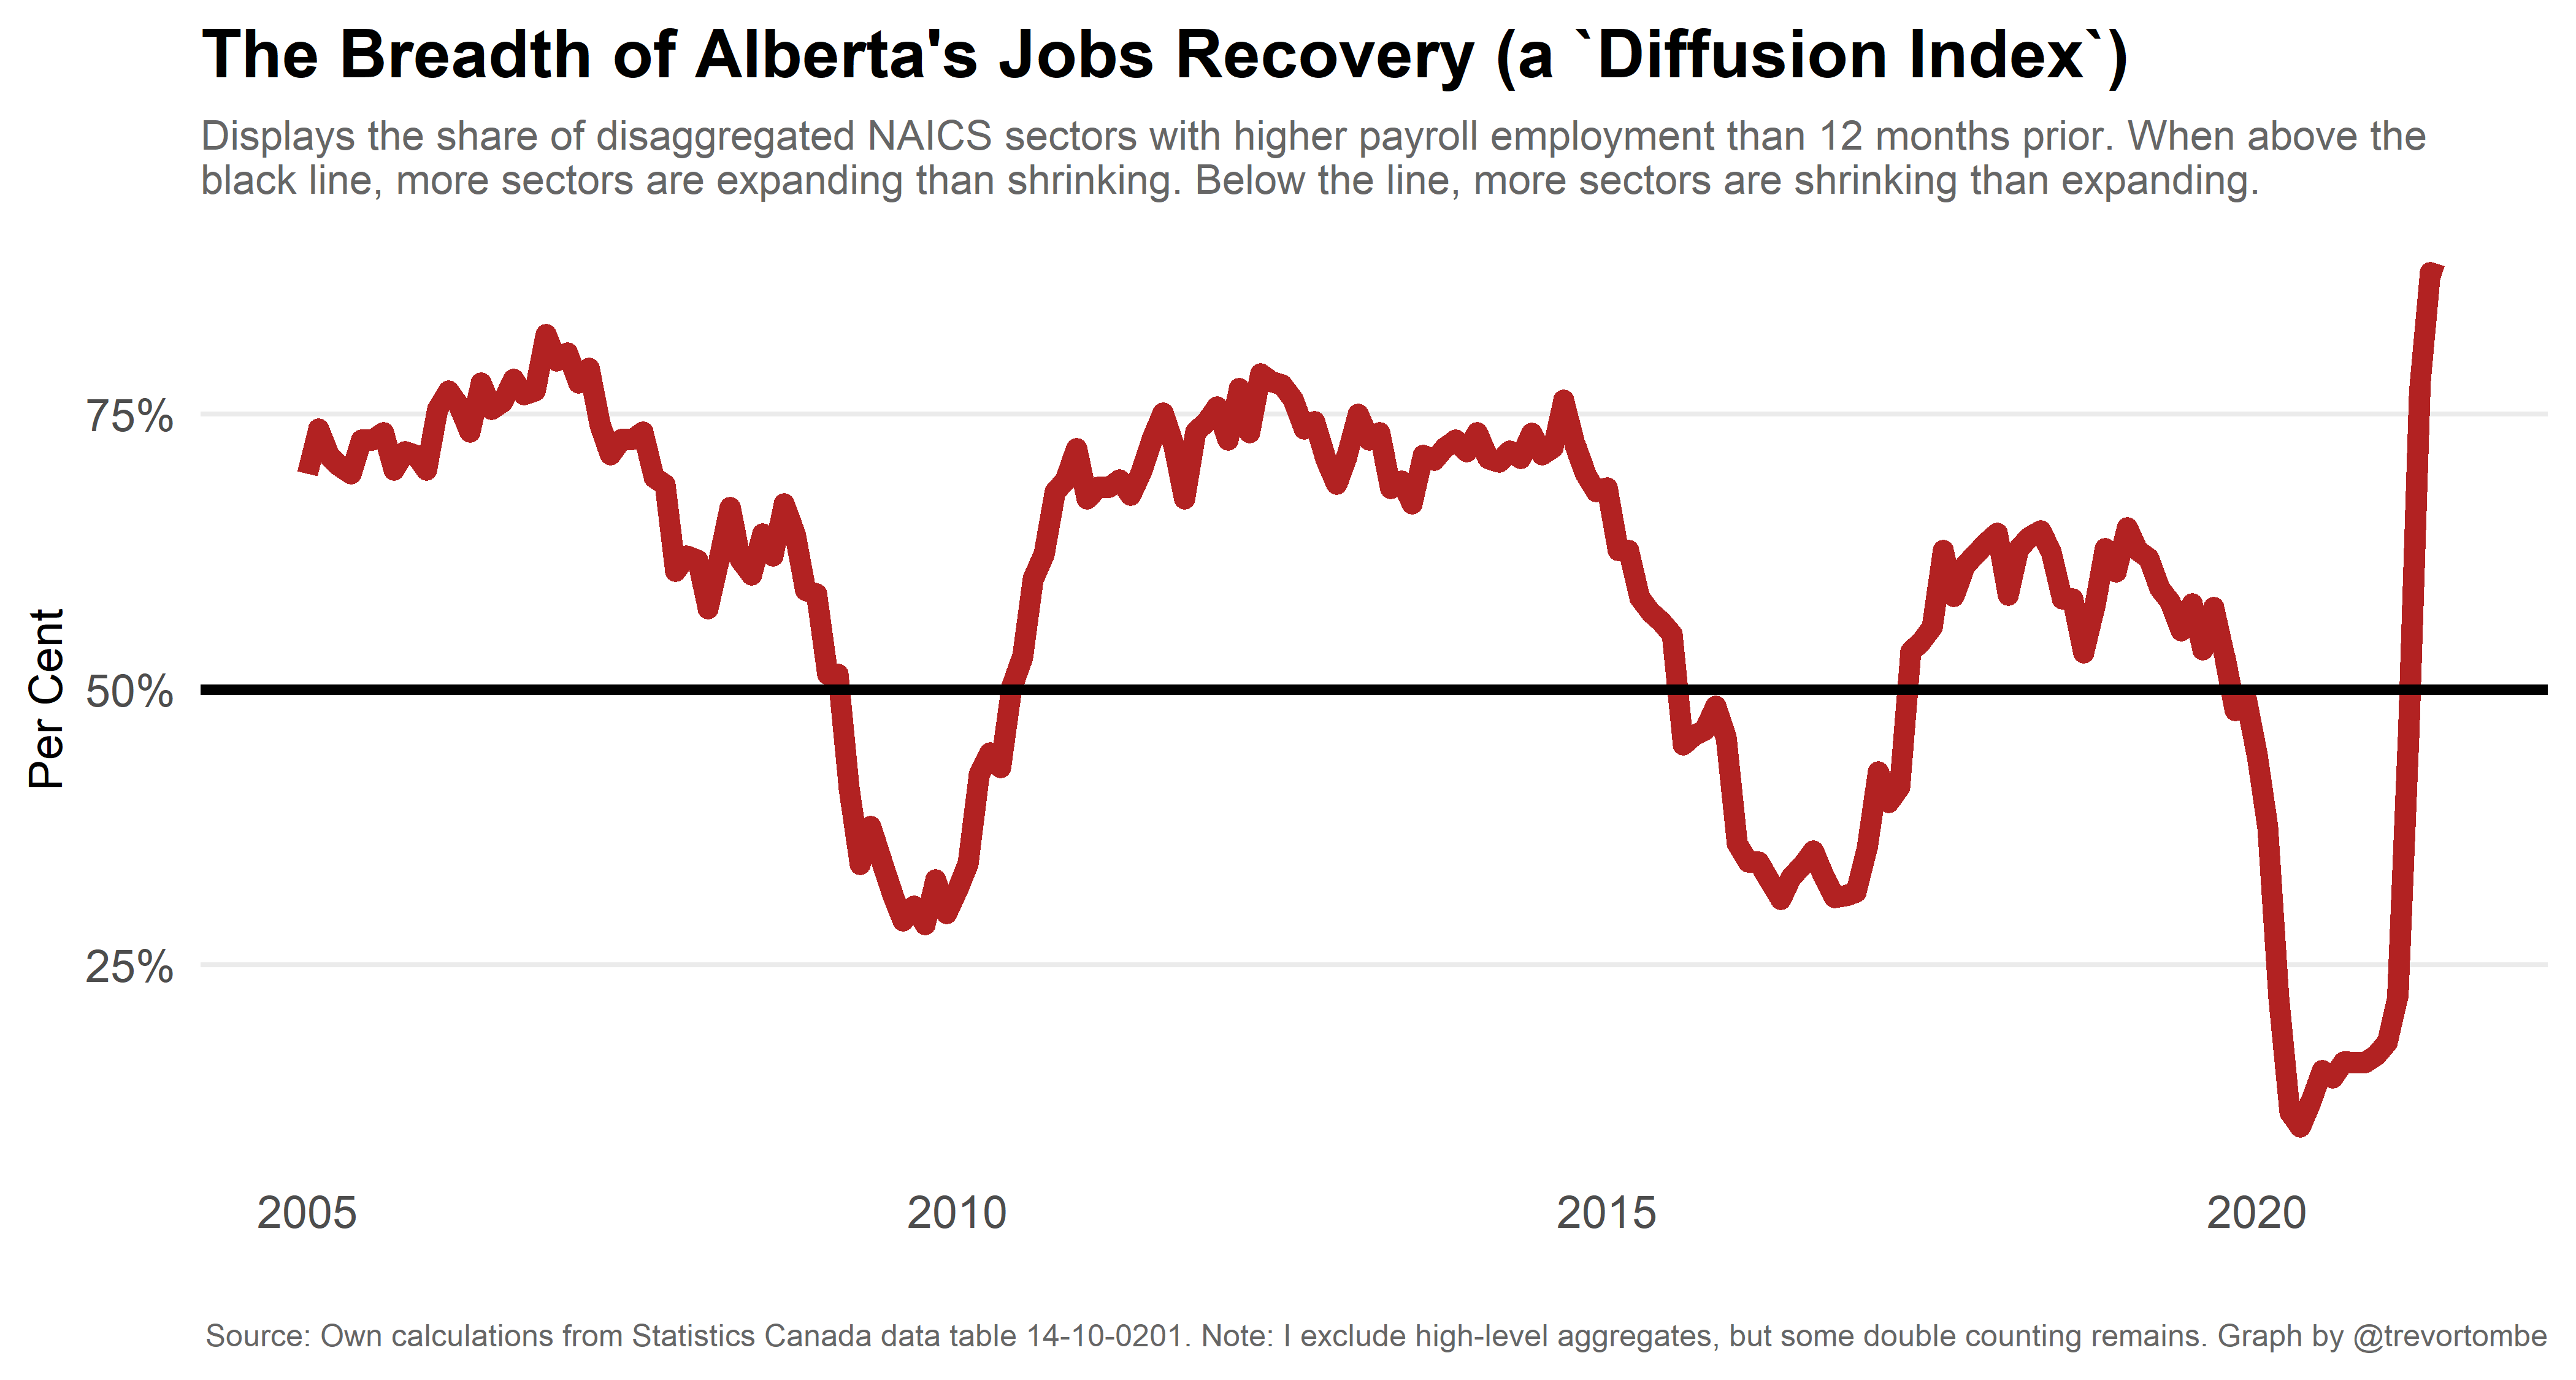 The Breadth of Alberta's Jobs Recovery (a `Diffusion Index`)
Displays the share of disaggregated NAICS sectors with higher payroll employment than 12 months prior. When above the
black line, more sectors are expanding than shrinking. Below the line, more sectors are shrinking than expanding.
Per Cent
75%
50%
25%
2005
2010
2015
2020
Source: Own calculations from Statistics Canada data table 14-10-0201. Note: I exclude high-level aggregates, but some double counting remains. Graph by @trevortombe